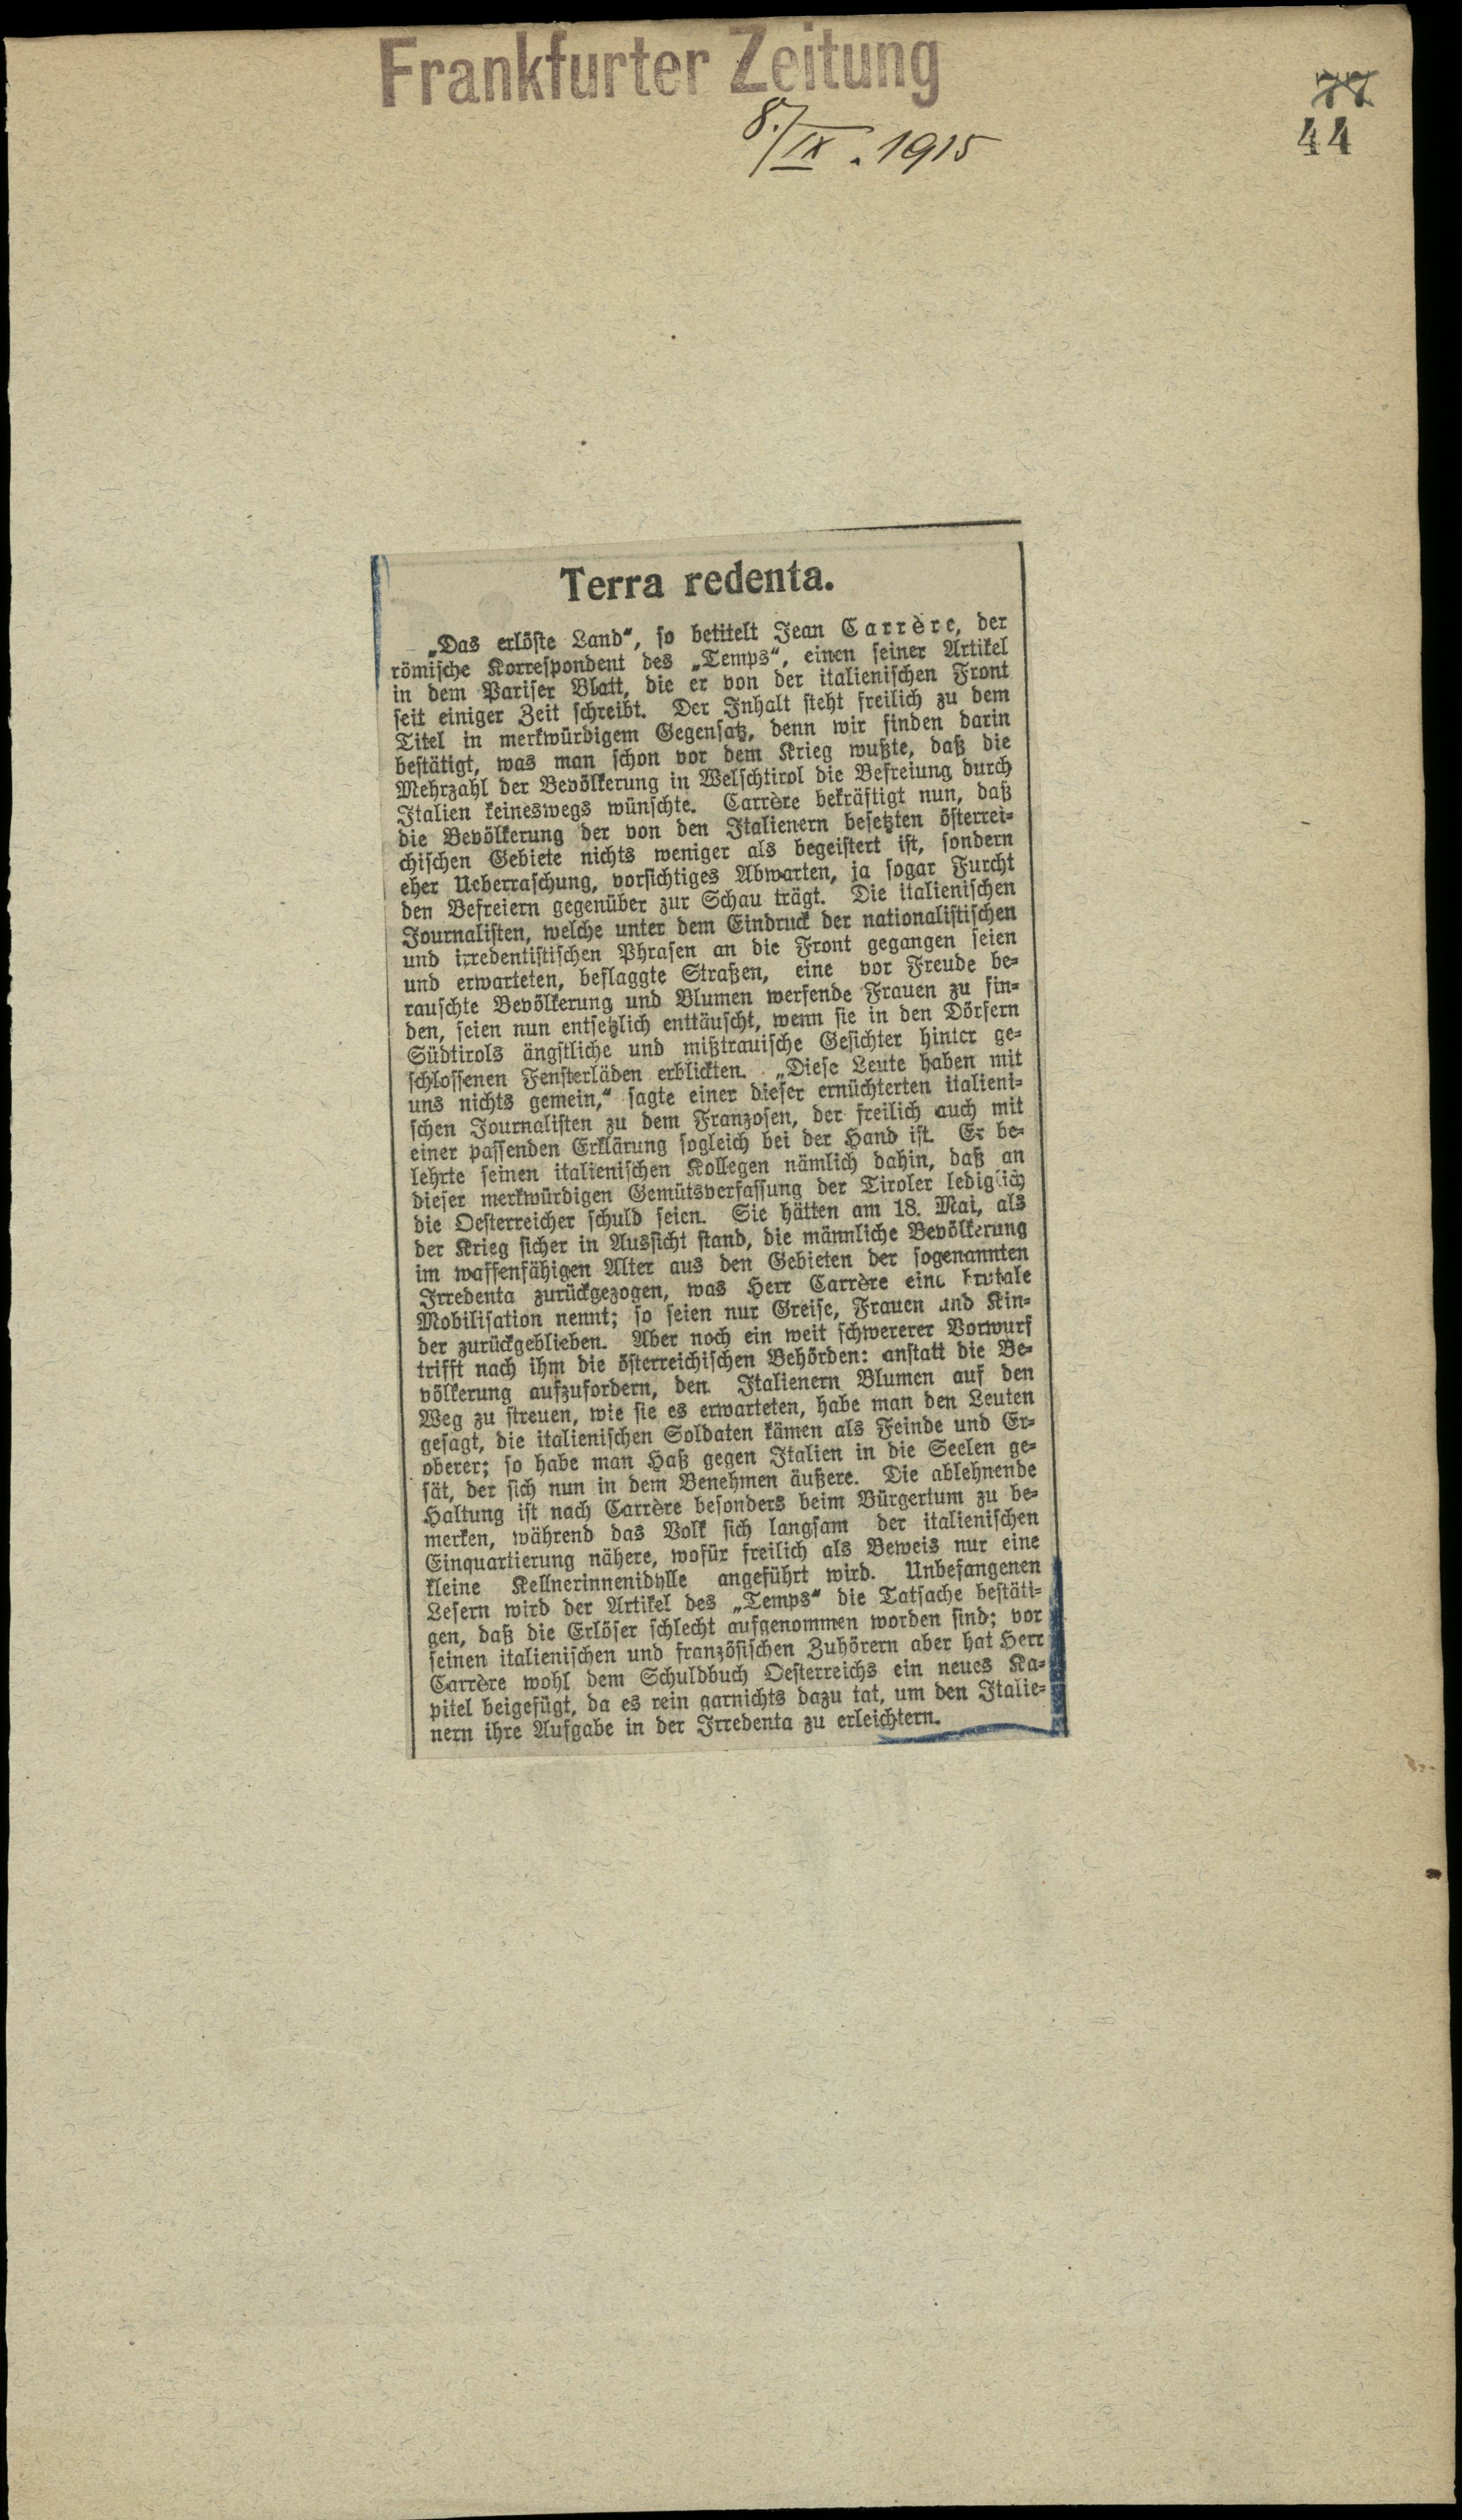 Frankfurter Zeitung
8./IX. 1915
77
44
Terra redenta.
„Das erlöste Land“, so betitelt Jean Carrère, der
römische Korrespondent des „Temps“, einen seiner Artikel
in dem Pariser Blatt, die er von der italienischen Front
seit einiger Zeit schreibt. Der Inhalt steht freilich zu dem
Titel in merkwürdigem Gegensatz, denn wir finden darin
bestätigt, was man schon vor dem Krieg wußte, daß die
Mehrzahl der Bevölkerung in Welschtirol die Befreiung durch
Italien keineswegs wünschte. Carrère bekräftigt nun, daß
die Bevölkerung der von den Italienern besetzten österrei-
chischen Gebiete nichts weniger als begeistert ist, sondern
eher Ueberraschung, vorsichtiges Abwarten, ja sogar Furcht
den Befreiern gegenüber zur Schau trägt. Die italienischen
Journalisten, welche unter dem Eindruck der nationalistischen
und irredentistischen Phrasen an die Front gegangen seien
und erwarteten, beflaggte Straßen, eine vor Freude be-
rauschte Bevölkerung und Blumen werfende Frauen zu fin-
den, seien nun entsetzlich enttäuscht, wenn sie in den Dörfern
Südtirols ängstliche und mißtrauische Gesichter hinter ge-
schlossenen Fensterläden erblickten. „Diese Leute haben mit
uns nichts gemein,“ sagte einer dieser ernüchterten italieni-
schen Journalisten zu dem Franzosen, der freilich auch mit
einer passenden Erklärung sogleich bei der Hand ist. Er be-
lehrte seinen italienischen Kollegen nämlich dahin, daß an
dieser merkwürdigen Gemütsverfassung der Tiroler lediglich
die Oesterreicher schuld seien. Sie hätten am 18. Mai, als
der Krieg sicher in Aussicht stand, die männliche Bevölkerung
im waffenfähigen Alter aus den Gebieten der sogenannten
Irredenta zurückgezogen, was Herr Carrère eine brutale
Mobilisation nennt; so seien nur Greise, Frauen und Kin-
der zurückgeblieben. Aber noch ein weit schwererer Vorwurf
trifft nach ihm die österreichischen Behörden: anstatt die Be-
völkerung aufzufordern, den Italienern Blumen auf den
Weg zu streuen, wie sie es erwarteten, habe man den Leuten
gesagt, die italienischen Soldaten kämen als Feinde und Er-
oberer; so habe man Haß gegen Italien in die Seelen ge-
sät, der sich nun in dem Benehmen äußere. Die ablehnende
Haltung ist nach Carrère besonders beim Bürgertum zu be-
merken, während das Volk sich langsam der italienischen
Einquartierung nähere, wofür freilich als Beweis nur eine
kleine Kellnerinnenidylle angeführt wird. Unbefangenen
Lesern wird der Artikel des „Temps“ die Tatsache bestäti-
gen, daß die Erlöser schlecht aufgenommen worden sind; vor
seinen italienischen und französischen Zuhörern aber hat Herr
Carrère wohl dem Schuldbuch Oesterreichs ein neues Ka-
pitel beigefügt, da es rein garnichts dazu tat, um den Italie-
nern ihre Aufgabe in der Irredenta zu erleichtern.